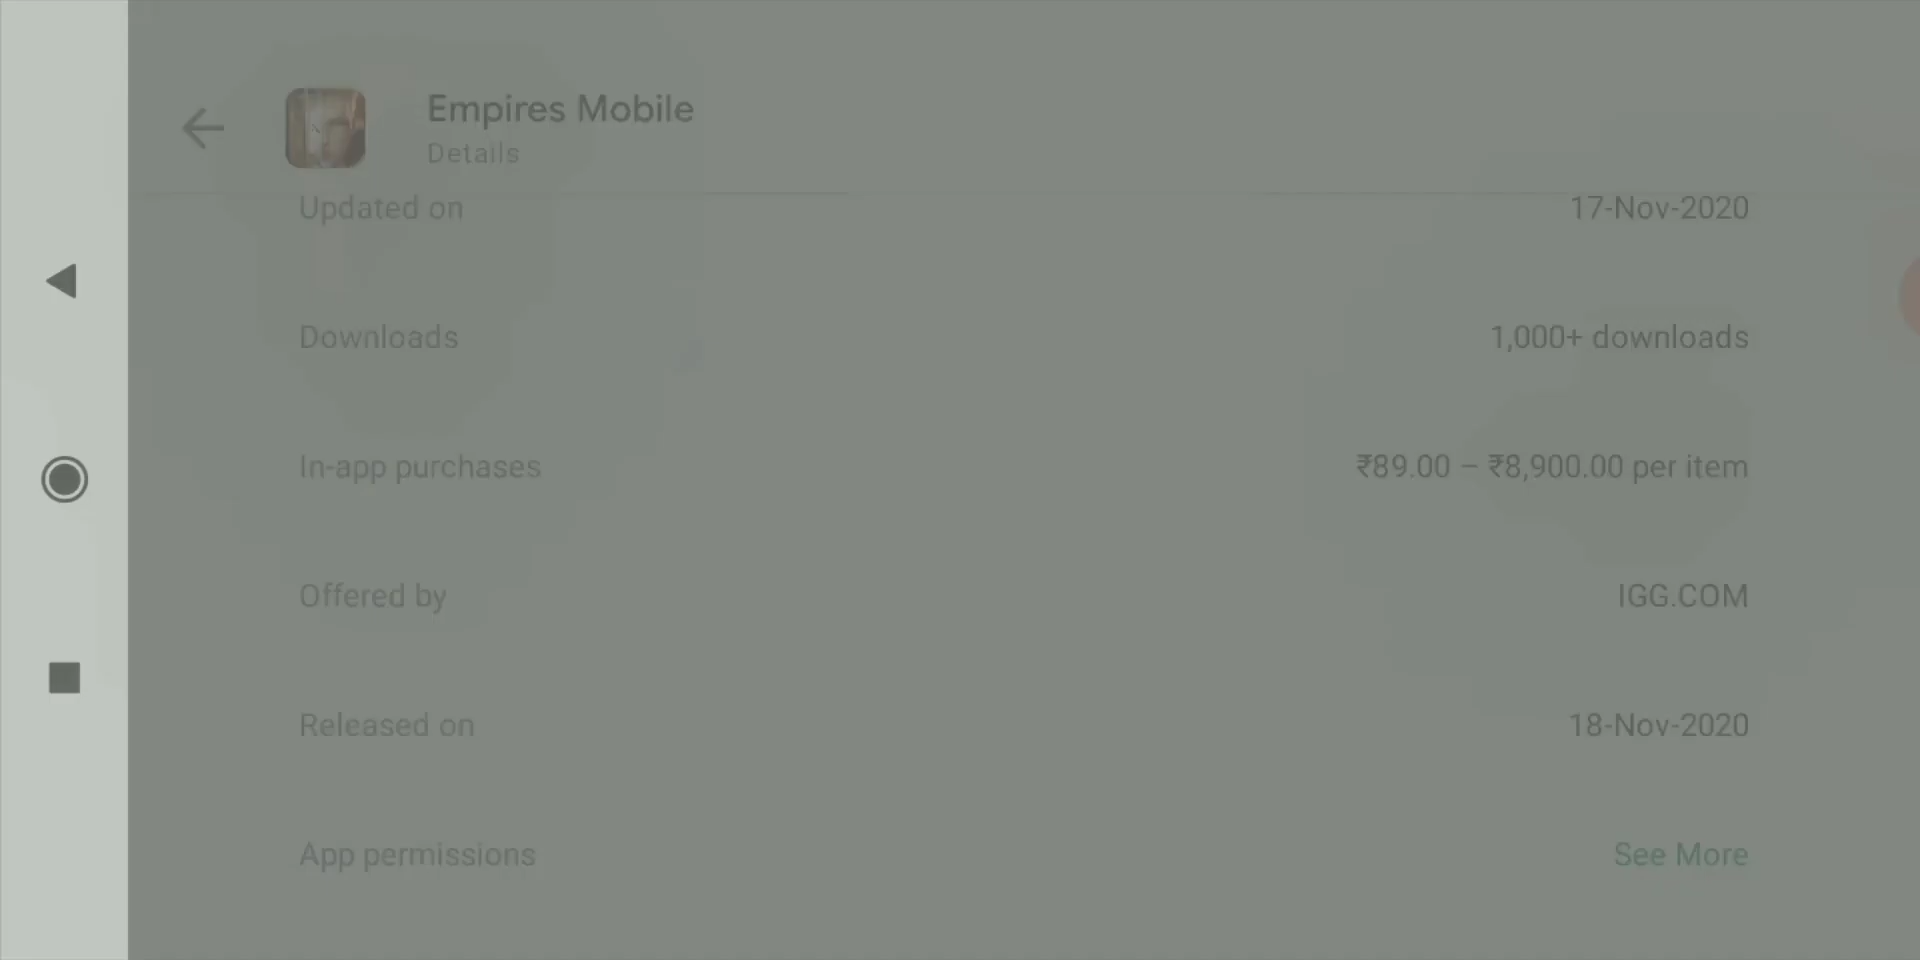 Empires Mobile
Details
Updated on 17-Nov-2020
Downloads 1,000+ downloads
In-app purchases ₹89.00 – ₹8,900.00 per item
Offered by IGG.COM
Released on 18-Nov-2020
App permissions See More